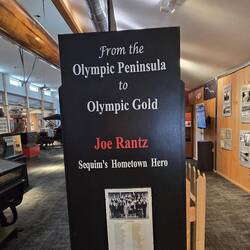 From the
Olympic Peninsula
to
Olympic Gold
Joe Rantz
Sequim's Hometown Hero